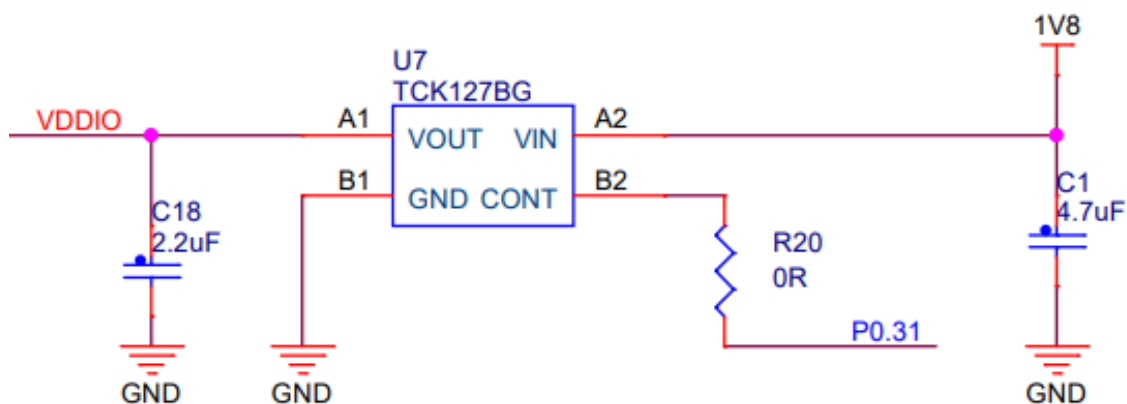 1V8
U7
TCK127BG
VDDIO
A1
A2
VOUT VIN
B1
B2
GND CONT
C18
2.2uF
C1
4.7uF
R20
0R
P0.31
GND
GND
GND